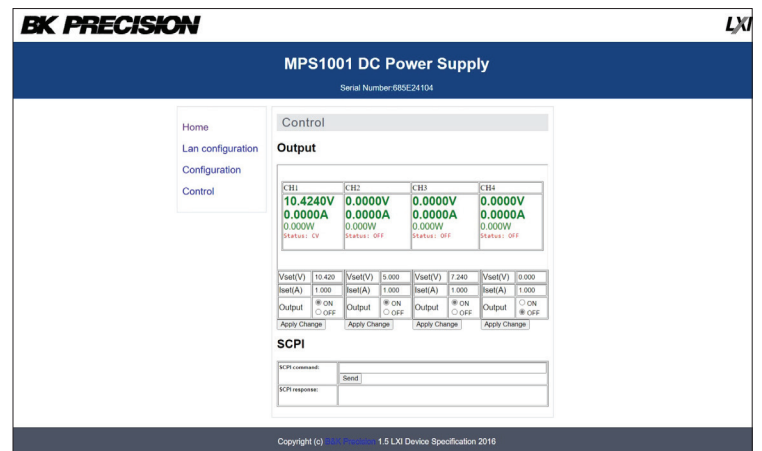 BK PRECISION
LXI
MPS1001 DC Power Supply
Serial Number:685E24104
Home
Lan configuration
Configuration
Control
Control
Output
CH1 CH2 CH3 CH4
10.4240V 0.0000V 0.0000V 0.0000V
0.0000A 0.0000A 0.0000A 0.0000A
0.000W 0.000W 0.000W 0.000W
Status: CV Status: OFF Status: OFF Status: OFF
Vset(V) 10.420 Vset(V) 5.000 Vset(V) 7.240 Vset(V) 0.000
Iset(A) 1.000 Iset(A) 1.000 Iset(A) 1.000 Iset(A) 1.000
Output ON OFF Output ON OFF Output ON OFF Output ON OFF
Apply Change Apply Change Apply Change Apply Change
SCPI
SCPI command:
Send
SCPI response:
Copyright (c) B&K Precision 1.5 LXI Device Specification 2016